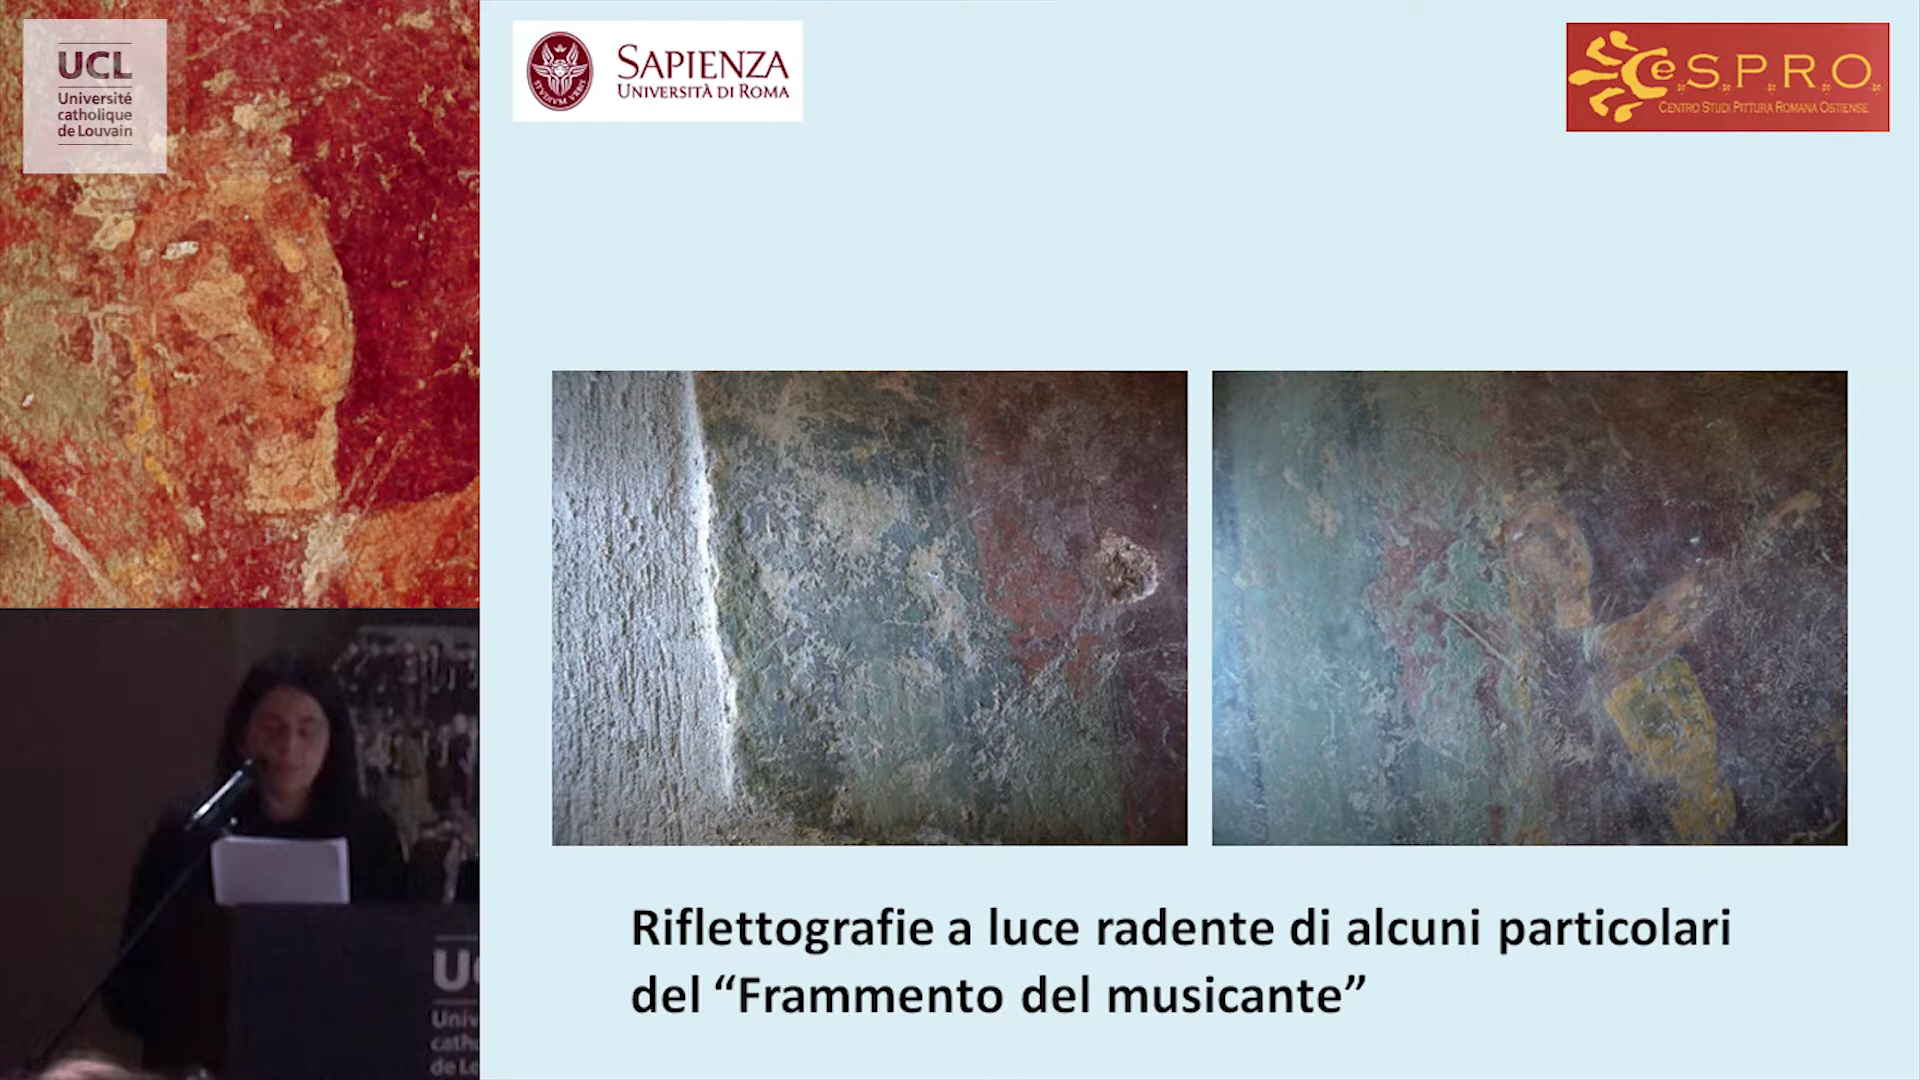 UCL
Université
catholique
de Louvain
SAPIENZA
UNIVERSITÀ DI ROMA
Ce.S.P.R.O.
CENTRO STUDI PITTURA ROMANA OSTIENSE
Riflettografie a luce radente di alcuni particolari
del “Frammento del musicante”